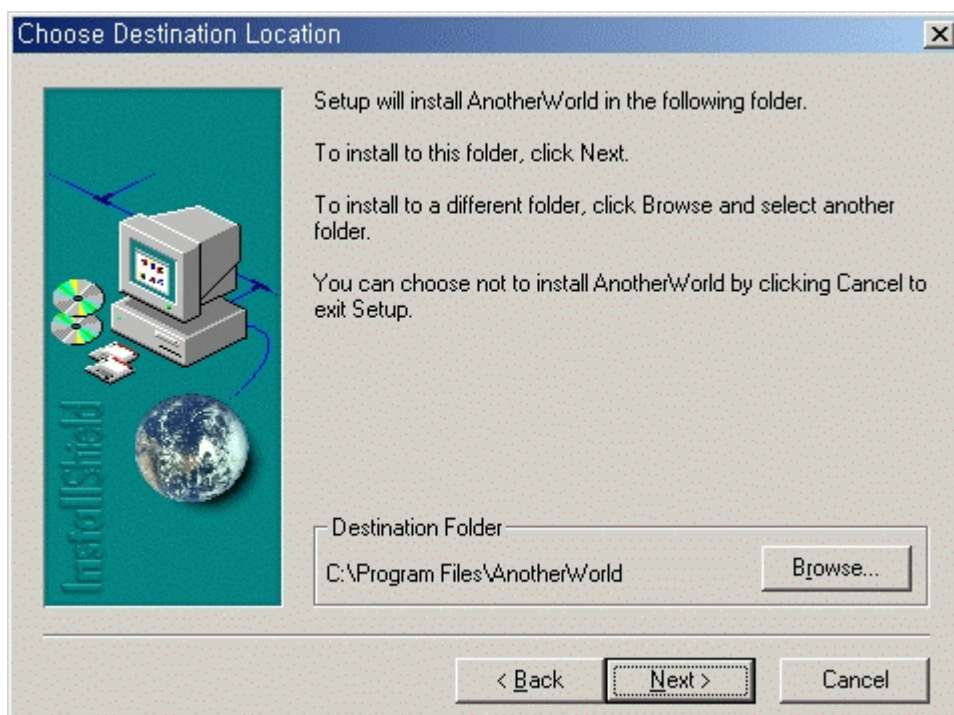 Choose Destination Location
Setup will install AnotherWorld in the following folder.
To install to this folder, click Next.
To install to a different folder, click Browse and select another
folder.
You can choose not to install AnotherWorld by clicking Cancel to
exit Setup.
InstallShield
Destination Folder
C:\Program Files\AnotherWorld
Browse...
< Back
Next >
Cancel